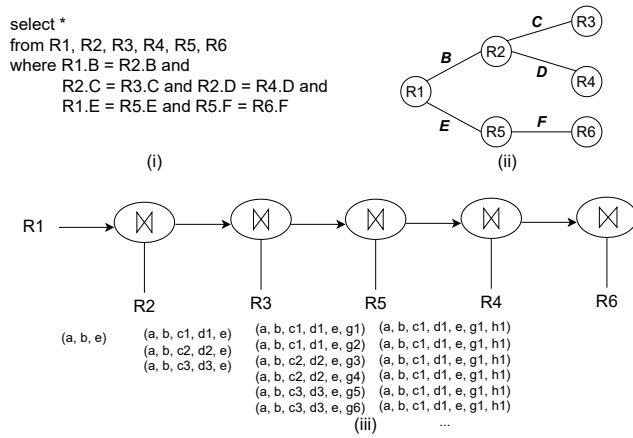 select *
from R1, R2, R3, R4, R5, R6
where R1.B = R2.B and
R2.C = R3.C and R2.D = R4.D and
R1.E = R5.E and R5.F = R6.F
(i)
C
R3
B
R2
D
R4
R1
E
R5
F
R6
(ii)
R1
⋈ ⋈ ⋈ ⋈ ⋈
R2 R3 R5 R4 R6
(a, b, e)
(a, b, c1, d1, e)
(a, b, c2, d2, e)
(a, b, c3, d3, e)
(a, b, c1, d1, e, g1)
(a, b, c1, d1, e, g2)
(a, b, c2, d2, e, g3)
(a, b, c2, d2, e, g4)
(a, b, c3, d3, e, g5)
(a, b, c3, d3, e, g6)
(a, b, c1, d1, e, g1, h1)
(a, b, c1, d1, e, g1, h1)
(a, b, c1, d1, e, g1, h1)
(a, b, c1, d1, e, g1, h1)
(a, b, c1, d1, e, g1, h1)
(a, b, c1, d1, e, g1, h1)
...
(iii)